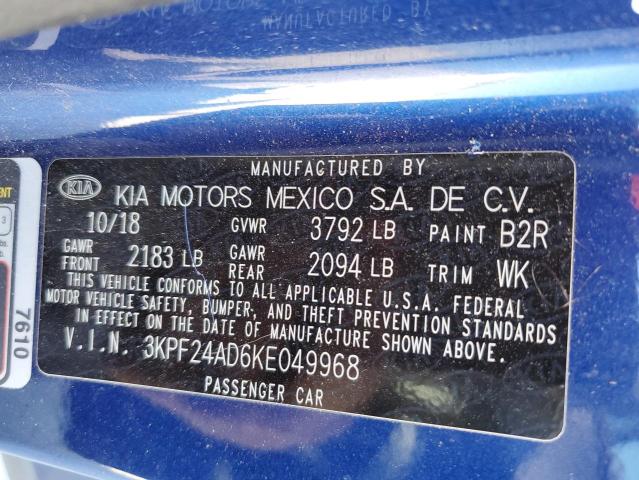 MANUFACTURED BY
KIA KIA MOTORS MEXICO S.A. DE C.V.
10/18 GVWR 3792 LB PAINT B2R
GAWR FRONT 2183 LB GAWR REAR 2094 LB TRIM WK
THIS VEHICLE CONFORMS TO ALL APPLICABLE U.S.A. FEDERAL
MOTOR VEHICLE SAFETY, BUMPER, AND THEFT PREVENTION STANDARDS
IN EFFECT ON THE DATE OF MANUFACTURE SHOWN ABOVE.
V.I.N. 3KPF24AD6KE049968
PASSENGER CAR
7610